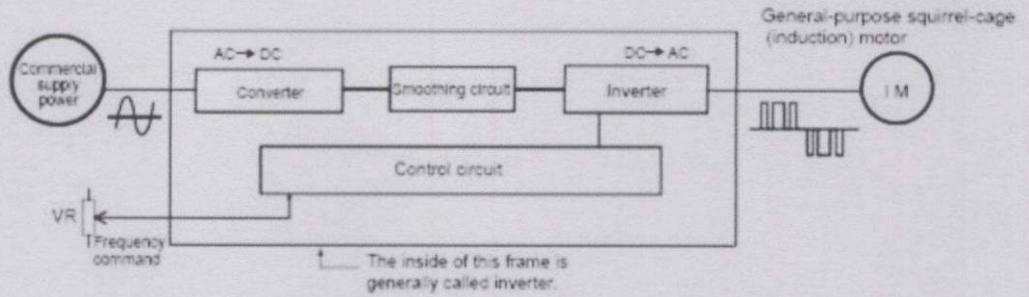 General-purpose squirrel-cage
(induction) motor
AC→DC
DC→AC
Commercial
supply
power
Converter
Smoothing circuit
Inverter
IM
Control circuit
VR
Frequency
command
The inside of this frame is
generally called inverter.